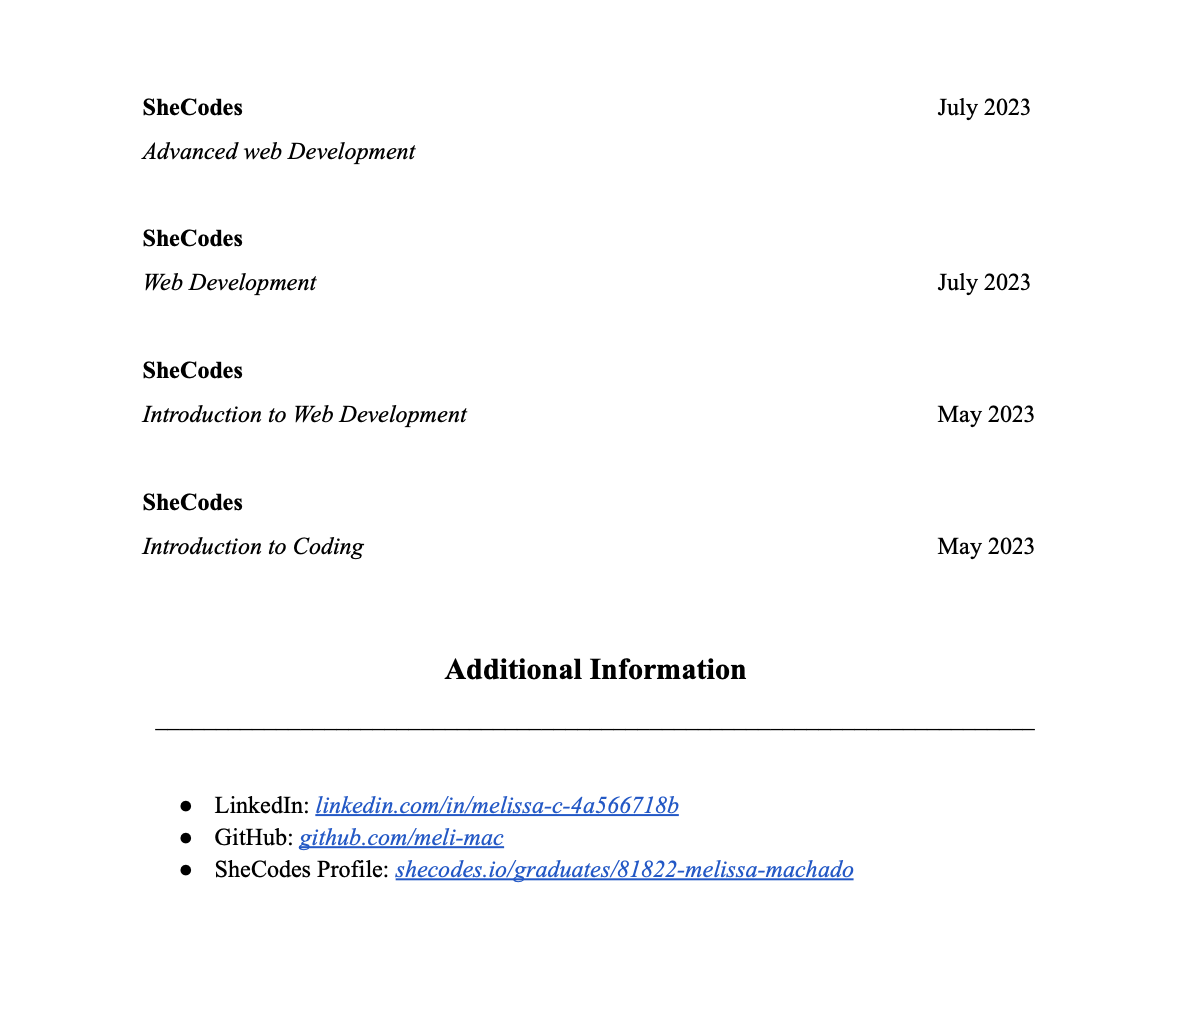 SheCodes July 2023
Advanced web Development
SheCodes
Web Development July 2023
SheCodes
Introduction to Web Development May 2023
SheCodes
Introduction to Coding May 2023
Additional Information
● LinkedIn: linkedin.com/in/melissa-c-4a566718b
● GitHub: github.com/meli-mac
● SheCodes Profile: shecodes.io/graduates/81822-melissa-machado